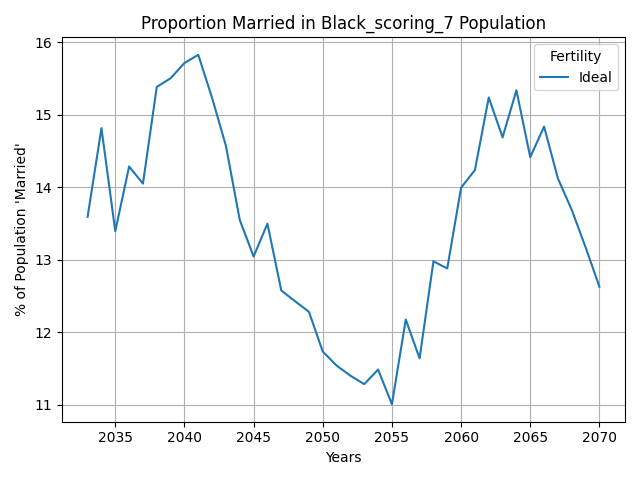 Proportion Married in Black_scoring_7 Population
Fertility
Ideal
16
15
14
13
12
11
% of Population 'Married'
2035 2040 2045 2050 2055 2060 2065 2070
Years